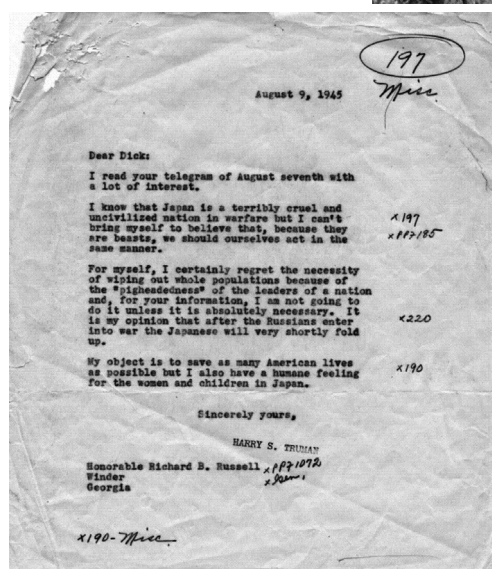 197
Misc.
August 9, 1945
Dear Dick:
I read your telegram of August seventh with
a lot of interest.
I know that Japan is a terribly cruel and
uncivilized nation in warfare but I can't
bring myself to believe that, because they
are beasts, we should ourselves act in the
same manner.
x197
xPP7185
For myself, I certainly regret the necessity
of wiping out whole populations because of
the "pigheadedness" of the leaders of a nation
and, for your information, I am not going to
do it unless it is absolutely necessary. It
is my opinion that after the Russians enter
into war the Japanese will very shortly fold
up.
x220
My object is to save as many American lives
as possible but I also have a humane feeling
for the women and children in Japan.
x190
Sincerely yours,
HARRY S. TRUMAN
Honorable Richard B. Russell
Winder
Georgia
x190-Misc.